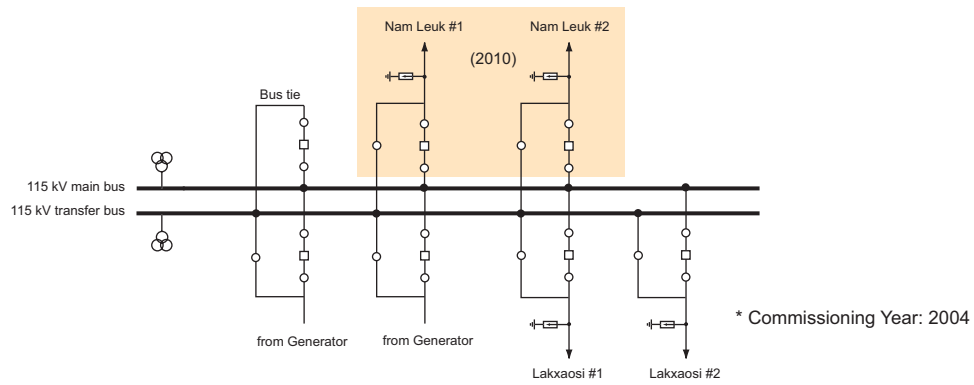 Nam Leuk #1
Nam Leuk #2
(2010)
Bus tie
115 kV main bus
115 kV transfer bus
* Commissioning Year: 2004
from Generator
from Generator
Lakxaosi #1
Lakxaosi #2